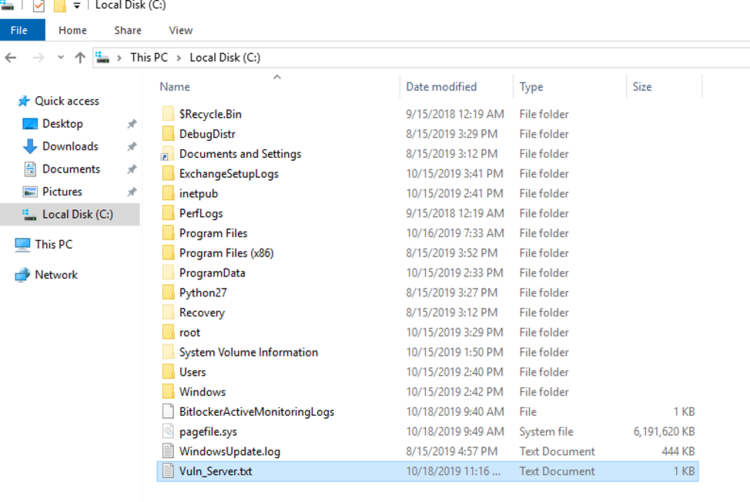 Local Disk (C:)
File Home Share View
This PC Local Disk (C:)
Name Date modified Type Size
Quick access
Desktop
Downloads
Documents
Pictures
Local Disk (C:)
This PC
Network
$Recycle.Bin 9/15/2018 12:19 AM File folder
DebugDistr 8/15/2019 3:29 PM File folder
Documents and Settings 8/15/2019 3:12 PM File folder
ExchangeSetupLogs 10/15/2019 3:41 PM File folder
inetpub 10/15/2019 2:41 PM File folder
PerfLogs 9/15/2018 12:19 AM File folder
Program Files 10/16/2019 7:33 AM File folder
Program Files (x86) 8/15/2019 3:52 PM File folder
ProgramData 10/15/2019 2:33 PM File folder
Python27 8/15/2019 3:27 PM File folder
Recovery 8/15/2019 3:12 PM File folder
root 10/15/2019 3:29 PM File folder
System Volume Information 10/15/2019 1:50 PM File folder
Users 10/15/2019 2:40 PM File folder
Windows 10/15/2019 2:42 PM File folder
BitlockerActiveMonitoringLogs 10/18/2019 9:40 AM File 1 KB
pagefile.sys 10/18/2019 9:49 AM System file 6,191,620 KB
WindowsUpdate.log 8/15/2019 4:57 PM Text Document 444 KB
Vuln_Server.txt 10/18/2019 11:16 ... Text Document 1 KB